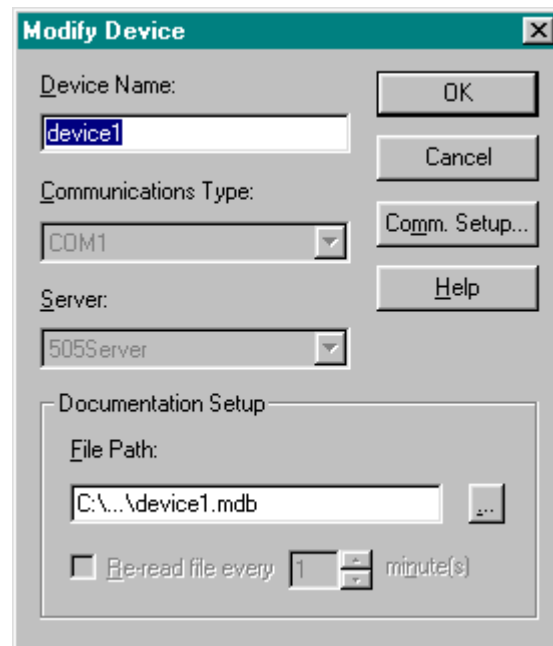 Modify Device
Device Name:
device1
OK
Cancel
Communications Type:
COM1
Comm. Setup...
Server:
505Server
Help
Documentation Setup
File Path:
C:\...\device1.mdb
...
Re-read file every 1 minute(s)